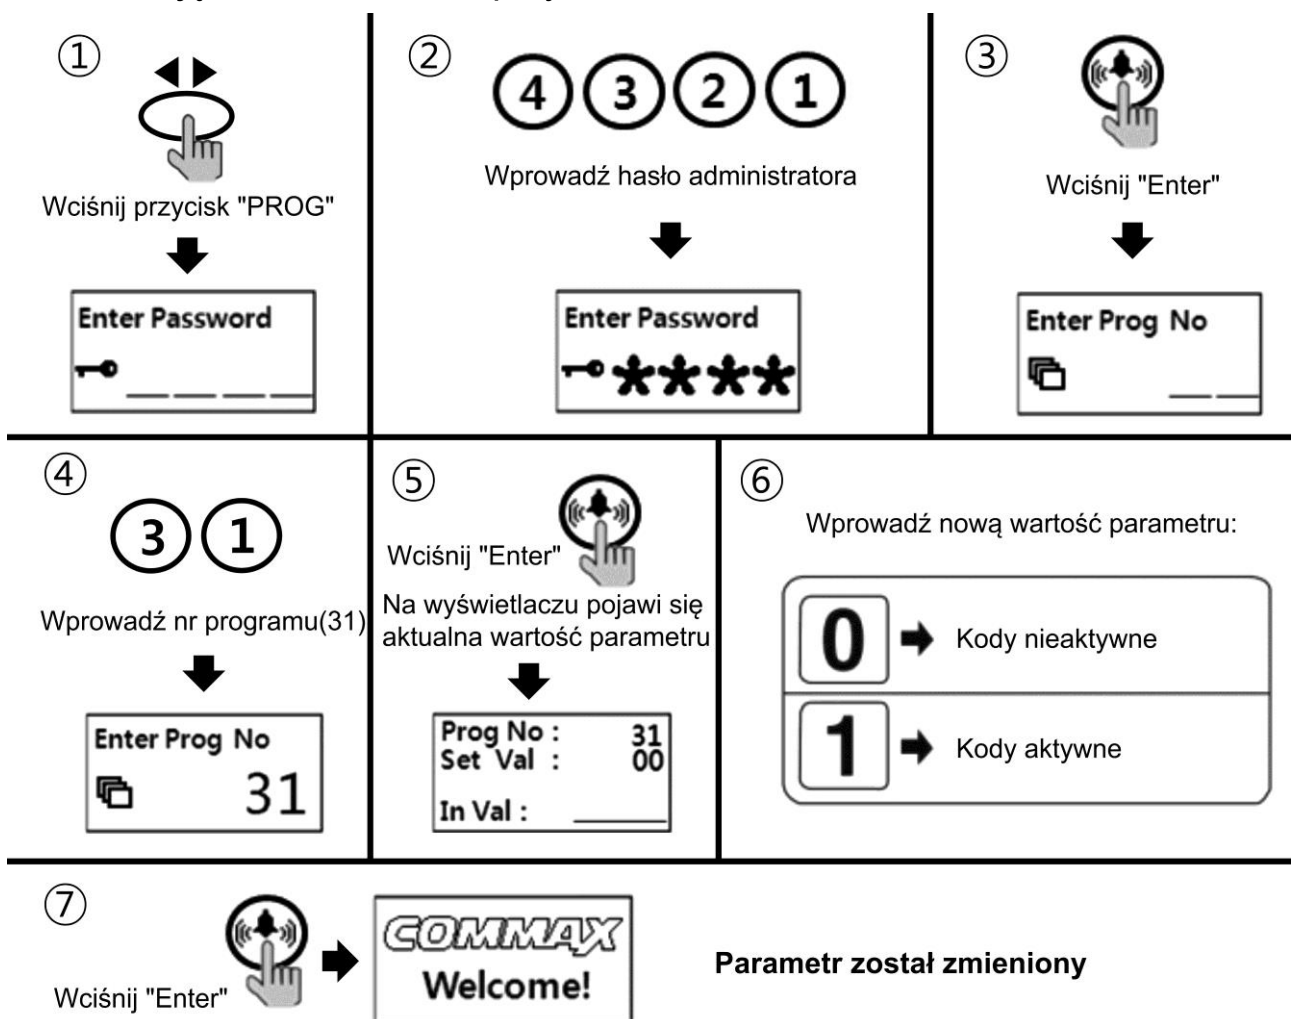 ①
Wciśnij przycisk "PROG"
Enter Password
②
4 3 2 1
Wprowadź hasło administratora
Enter Password
③
Wciśnij "Enter"
Enter Prog No
④
3 1
Wprowadź nr programu(31)
Enter Prog No
31
⑤
Wciśnij "Enter"
Na wyświetlaczu pojawi się
aktualna wartość parametru
Prog No : 31
Set Val : 00
In Val :
⑥
Wprowadź nową wartość parametru:
0 Kody nieaktywne
1 Kody aktywne
⑦
Wciśnij "Enter"
COMMAX
Welcome!
Parametr został zmieniony